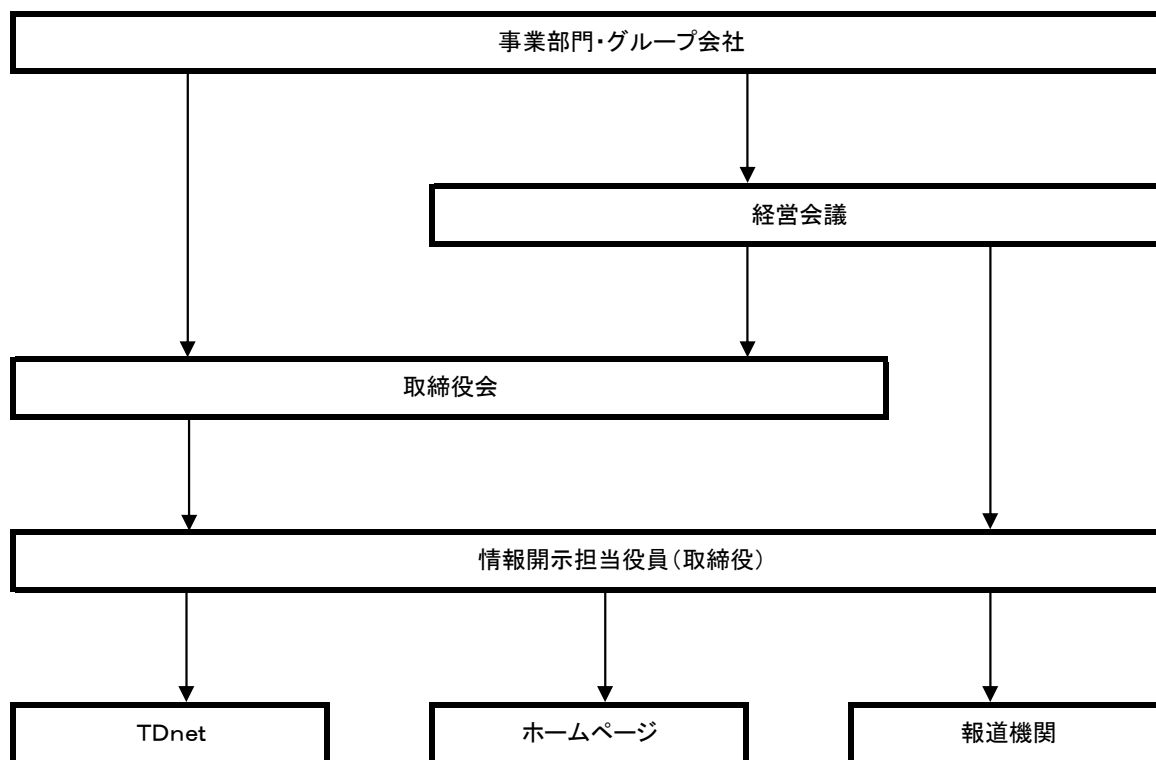 事業部門・グループ会社
経営会議
取締役会
情報開示担当役員(取締役)
TDnet
ホームページ
報道機関